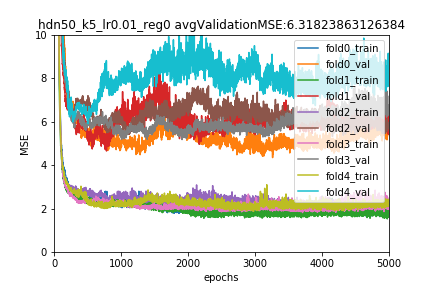 hdn50_k5_lr0.01_reg0 avgValidationMSE:6.31823863126384
10
8
6
4
2
0
MSE
0 1000 2000 3000 4000 5000
epochs
fold0_train
fold0_val
fold1_train
fold1_val
fold2_train
fold2_val
fold3_train
fold3_val
fold4_train
fold4_val